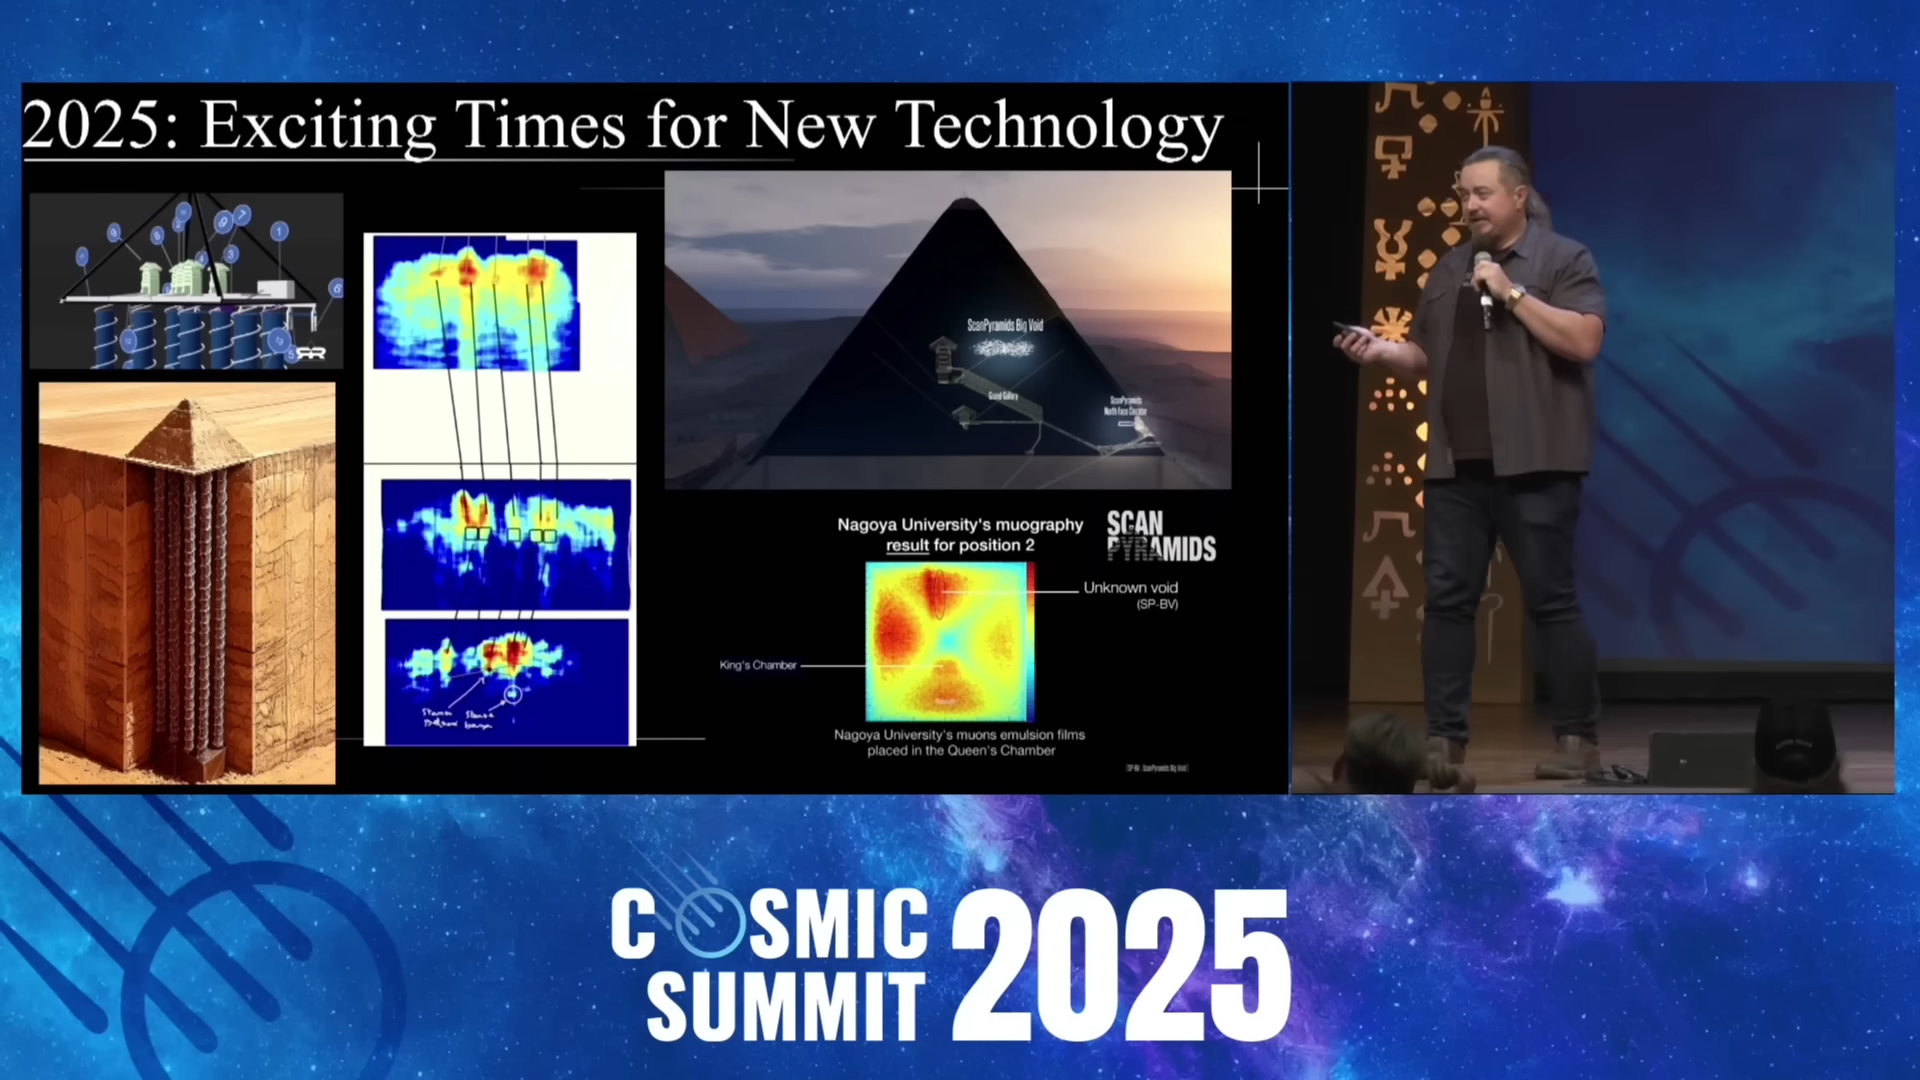 2025: Exciting Times for New Technology
ScanPyramids Big Void
Grand Gallery
ScanPyramids
North Face Corridor
Nagoya University's muography
result for position 2
SCAN
PYRAMIDS
Unknown void
(SP-BV)
King's Chamber
Nagoya University's muons emulsion films
placed in the Queen's Chamber
COSMIC
SUMMIT
2025